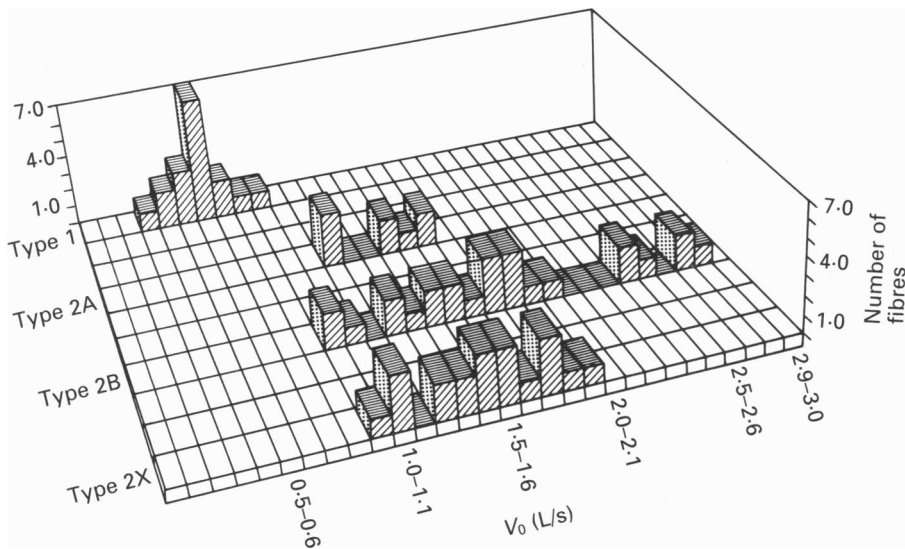 7·0
4·0
1·0
Type 1
Type 2A
Type 2B
Type 2X
0·5–0·6
1·0–1·1
1·5–1·6
2·0–2·1
2·5–2·6
2·9–3·0
V₀ (L/s)
7·0
4·0
1·0
Number of
fibres